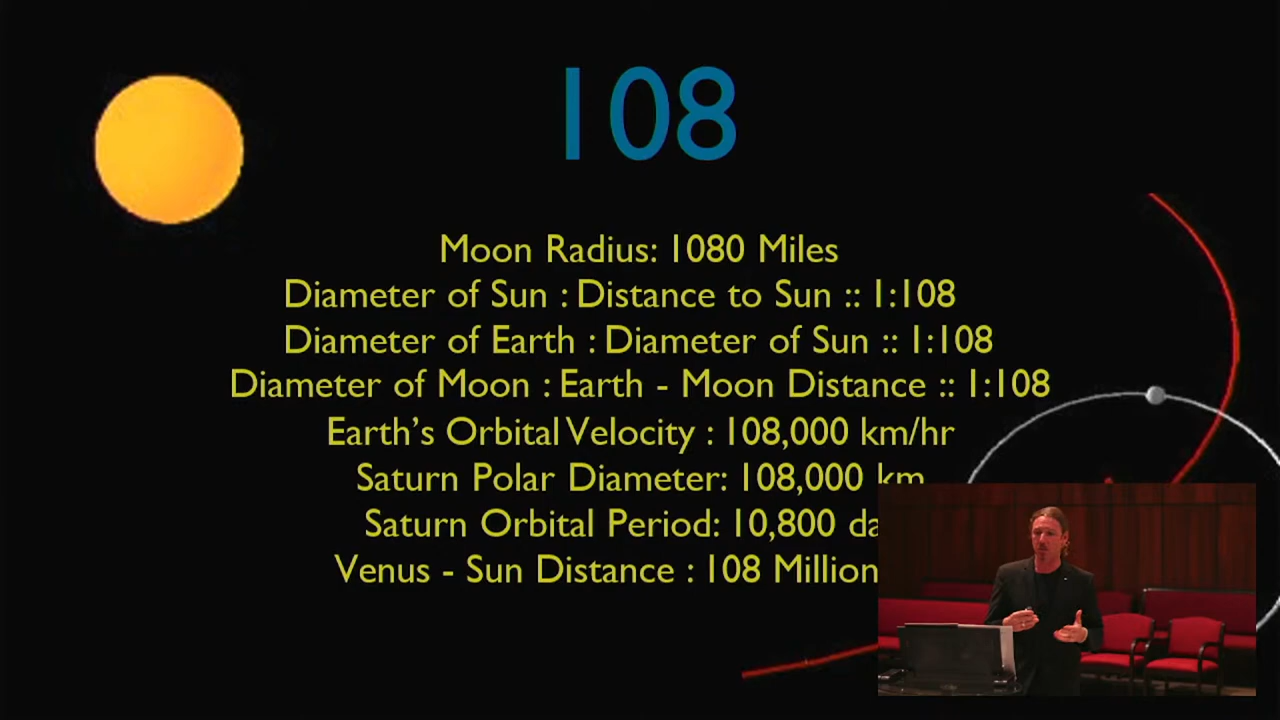 108
Moon Radius: 1080 Miles
Diameter of Sun : Distance to Sun :: 1:108
Diameter of Earth : Diameter of Sun :: 1:108
Diameter of Moon : Earth - Moon Distance :: 1:108
Earth's Orbital Velocity : 108,000 km/hr
Saturn Polar Diameter: 108,000 km
Saturn Orbital Period: 10,800 da
Venus - Sun Distance : 108 Million